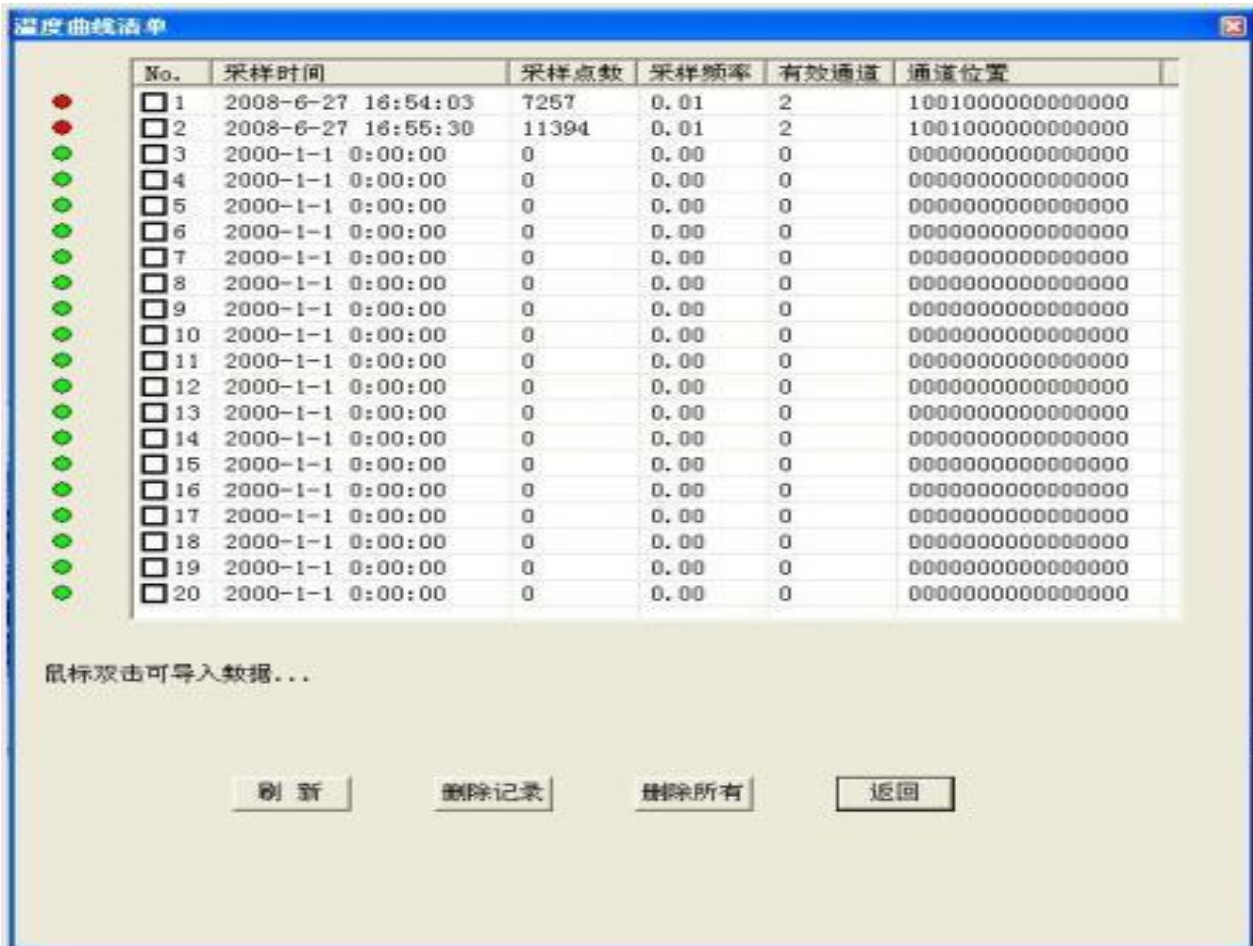 温度曲线清单
No. 采样时间 采样点数 采样频率 有效通道 通道位置
1 2008-6-27 16:54:03 7257 0.01 2 1001000000000000
2 2008-6-27 16:55:30 11394 0.01 2 1001000000000000
3 2000-1-1 0:00:00 0 0.00 0 0000000000000000
4 2000-1-1 0:00:00 0 0.00 0 0000000000000000
5 2000-1-1 0:00:00 0 0.00 0 0000000000000000
6 2000-1-1 0:00:00 0 0.00 0 0000000000000000
7 2000-1-1 0:00:00 0 0.00 0 0000000000000000
8 2000-1-1 0:00:00 0 0.00 0 0000000000000000
9 2000-1-1 0:00:00 0 0.00 0 0000000000000000
10 2000-1-1 0:00:00 0 0.00 0 0000000000000000
11 2000-1-1 0:00:00 0 0.00 0 0000000000000000
12 2000-1-1 0:00:00 0 0.00 0 0000000000000000
13 2000-1-1 0:00:00 0 0.00 0 0000000000000000
14 2000-1-1 0:00:00 0 0.00 0 0000000000000000
15 2000-1-1 0:00:00 0 0.00 0 0000000000000000
16 2000-1-1 0:00:00 0 0.00 0 0000000000000000
17 2000-1-1 0:00:00 0 0.00 0 0000000000000000
18 2000-1-1 0:00:00 0 0.00 0 0000000000000000
19 2000-1-1 0:00:00 0 0.00 0 0000000000000000
20 2000-1-1 0:00:00 0 0.00 0 0000000000000000
鼠标双击可导入数据...
刷 新 删除记录 删除所有 返回